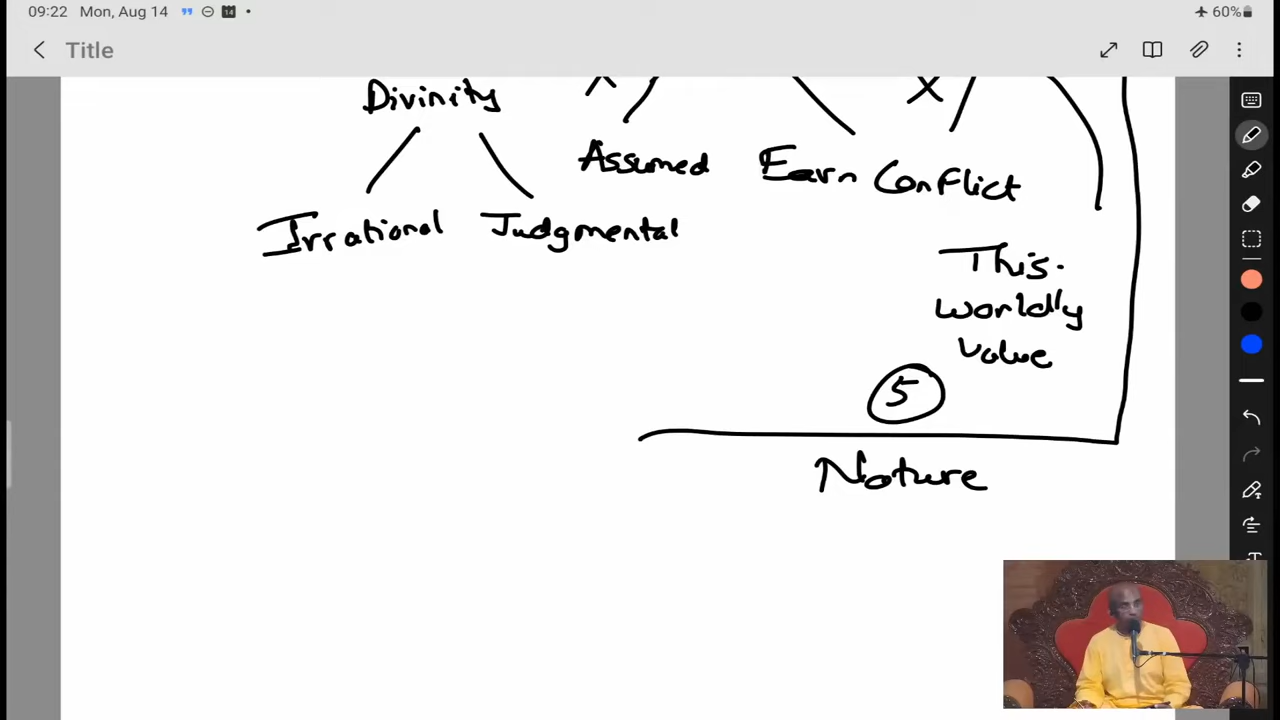 09:22 Mon, Aug 14
60%
Title
Divinity
X
X
Assumed
Earn
Conflict
Irrational
Judgmental
This-
worldly
value
5
Nature